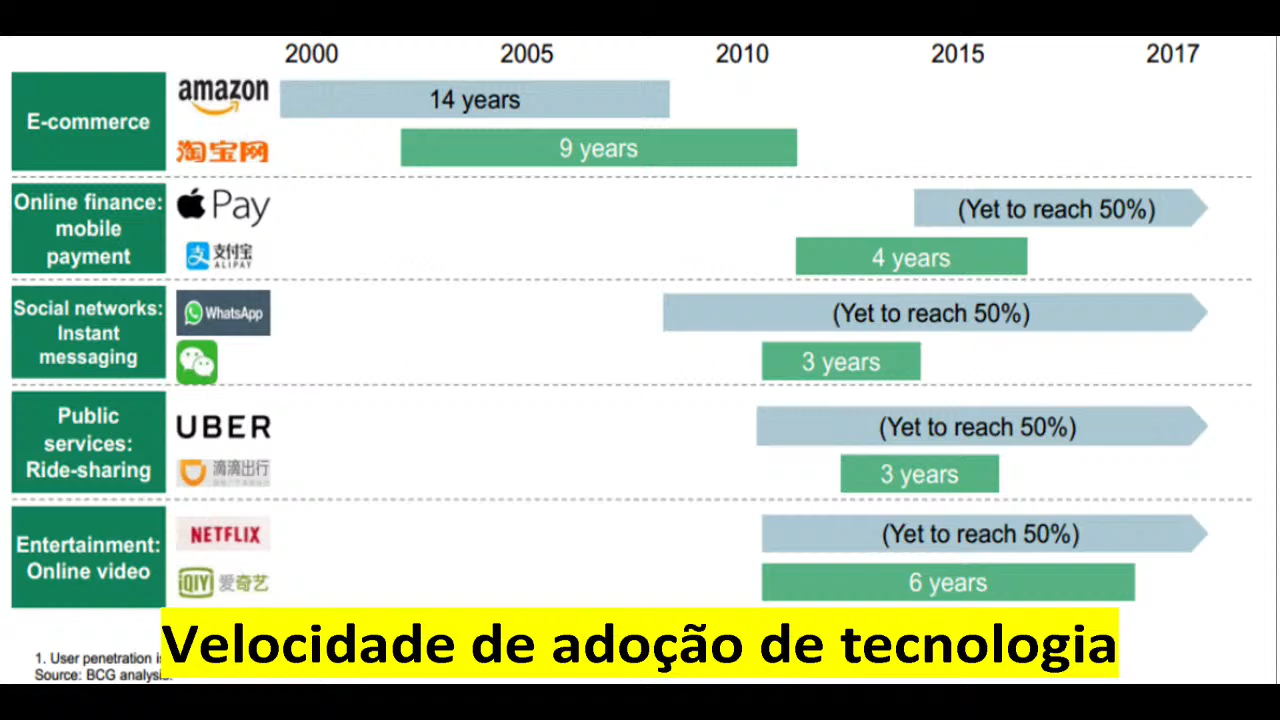 2000 2005 2010 2015 2017
E-commerce
amazon
14 years
淘宝网
9 years
Online finance:
mobile
payment
Pay
(Yet to reach 50%)
支付宝
ALIPAY
4 years
Social networks:
Instant
messaging
WhatsApp
(Yet to reach 50%)
3 years
Public
services:
Ride-sharing
UBER
(Yet to reach 50%)
滴滴出行
3 years
Entertainment:
Online video
NETFLIX
(Yet to reach 50%)
iQIYI 爱奇艺
6 years
Velocidade de adoção de tecnologia
1. User penetration
Source: BCG analysis.